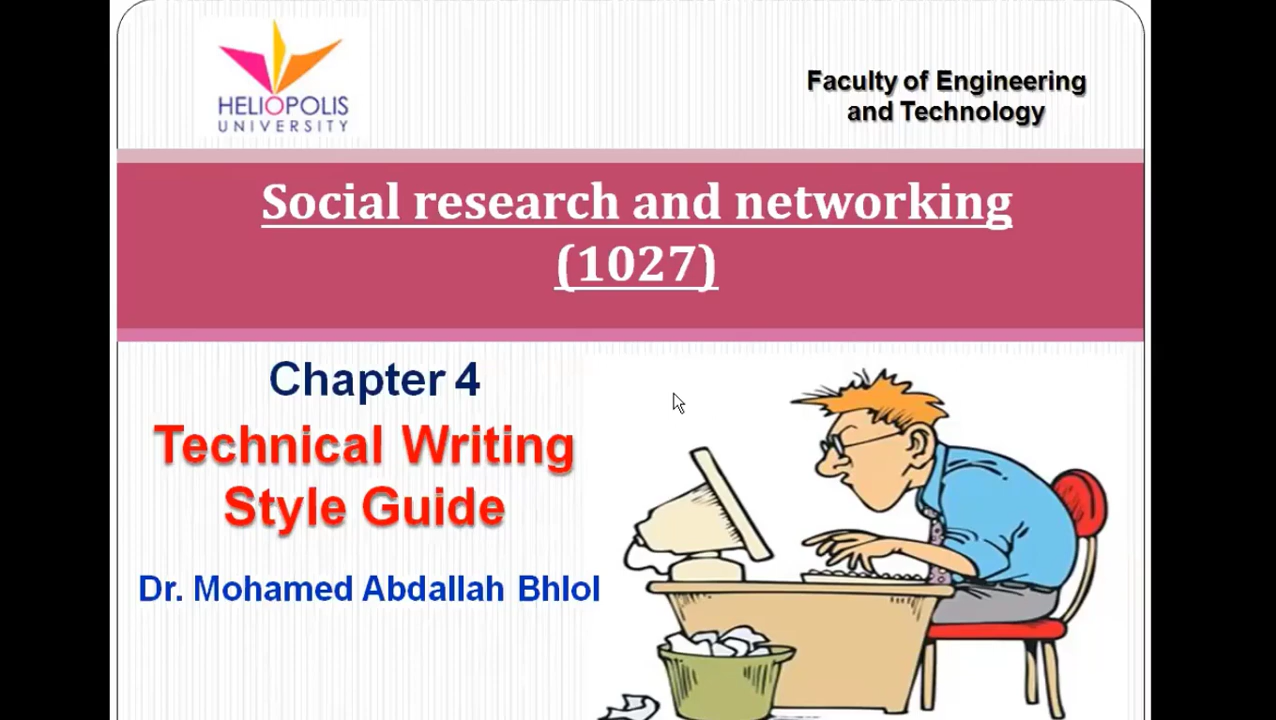 HELIOPOLIS
UNIVERSITY
Faculty of Engineering
and Technology
Social research and networking
(1027)
Chapter 4
Technical Writing
Style Guide
Dr. Mohamed Abdallah Bhlol